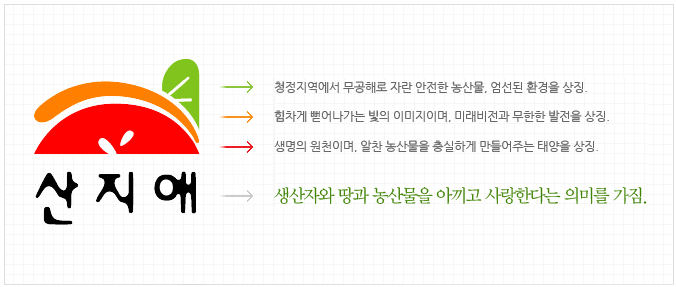 청정지역에서 무공해로 자란 안전한 농산물, 엄선된 환경을 상징.
힘차게 뻗어나가는 빛의 이미지이며, 미래비전과 무한한 발전을 상징.
생명의 원천이며, 알찬 농산물을 충실하게 만들어주는 태양을 상징.
산지애
생산자와 땅과 농산물을 아끼고 사랑한다는 의미를 가짐.